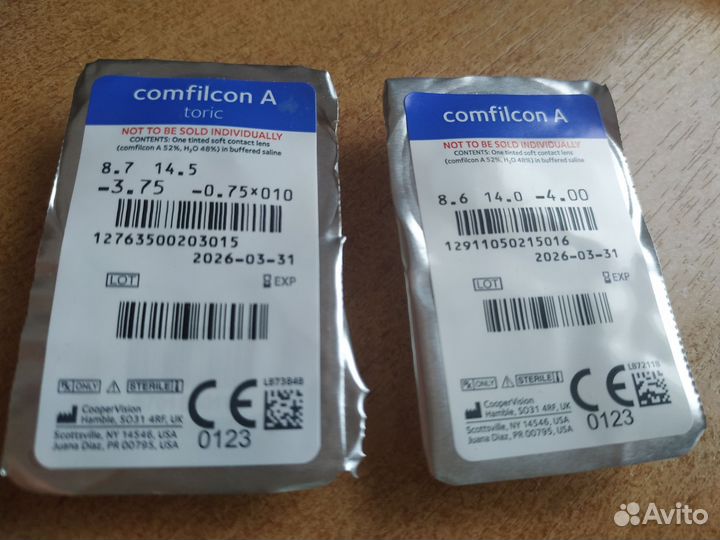 comfilcon A
toric
NOT TO BE SOLD INDIVIDUALLY
CONTENTS: One tinted soft contact lens
(comfilcon A 52%, H₂O 48%) in buffered saline
8.7 14.5
-3.75 -0.75×010
12763500203015
2026-03-31
LOT
EXP
Rx ONLY
STERILE
LB7384B
CE
0123
CooperVision
Hamble, SO31 4RF, UK
Scottsville, NY 14546, USA
Juana Diaz, PR 00795, USA
comfilcon A
NOT TO BE SOLD INDIVIDUALLY
CONTENTS: One tinted soft contact lens
(comfilcon A 52%, H₂O 48%) in buffered saline
8.6 14.0 -4.00
12911050215016
2026-03-31
LOT
EXP
Rx ONLY
STERILE
LB7211B
CE
0123
CooperVision
Hamble, SO31 4RF, UK
Scottsville, NY 14546, USA
Juana Diaz, PR 00795, USA
Avito